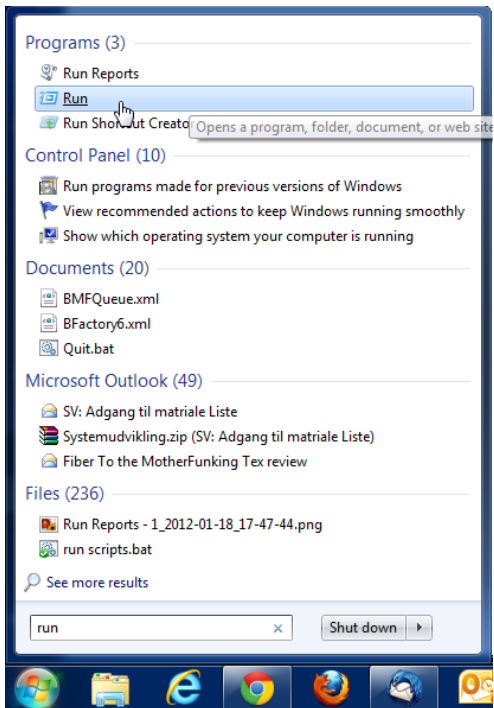 Programs (3)
Run Reports
Run
Run Shortcut Creator
Opens a program, folder, document, or web site
Control Panel (10)
Run programs made for previous versions of Windows
View recommended actions to keep Windows running smoothly
Show which operating system your computer is running
Documents (20)
BMFQueue.xml
BFactory6.xml
Quit.bat
Microsoft Outlook (49)
SV: Adgang til matriale Liste
Systemudvikling.zip (SV: Adgang til matriale Liste)
Fiber To the MotherFunking Tex review
Files (236)
Run Reports - 1_2012-01-18_17-47-44.png
run scripts.bat
See more results
run
Shut down